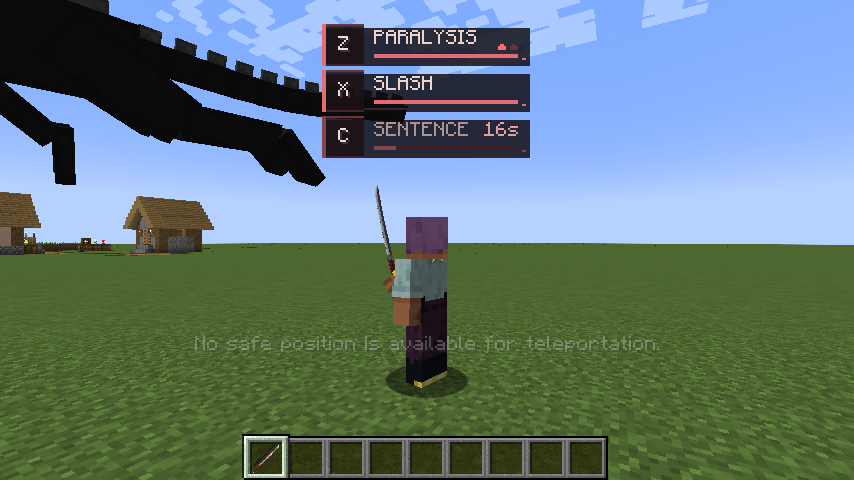 Z PARALYSIS
X SLASH
C SENTENCE 16s
No safe position is available for teleportation.